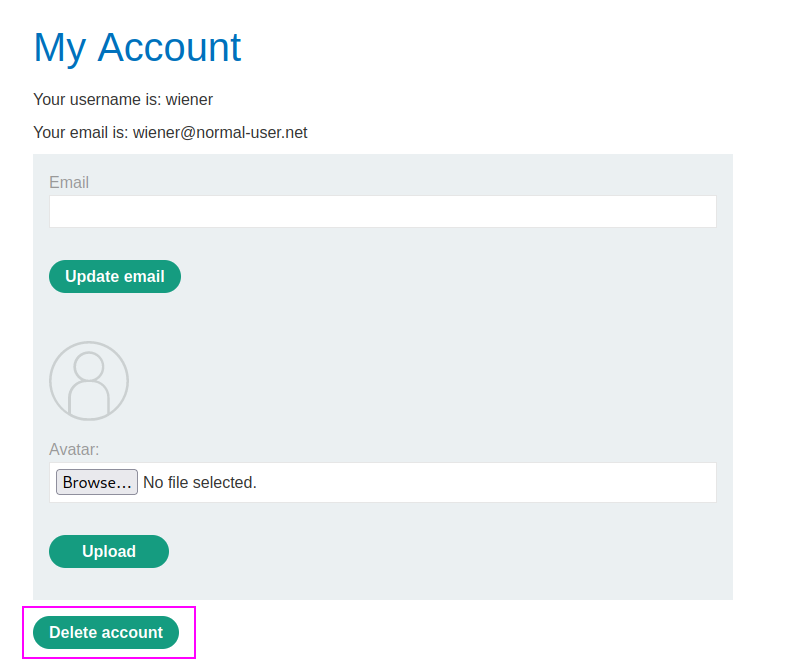 My Account
Your username is: wiener
Your email is: wiener@normal-user.net
Email
Update email
Avatar:
Browse... No file selected.
Upload
Delete account